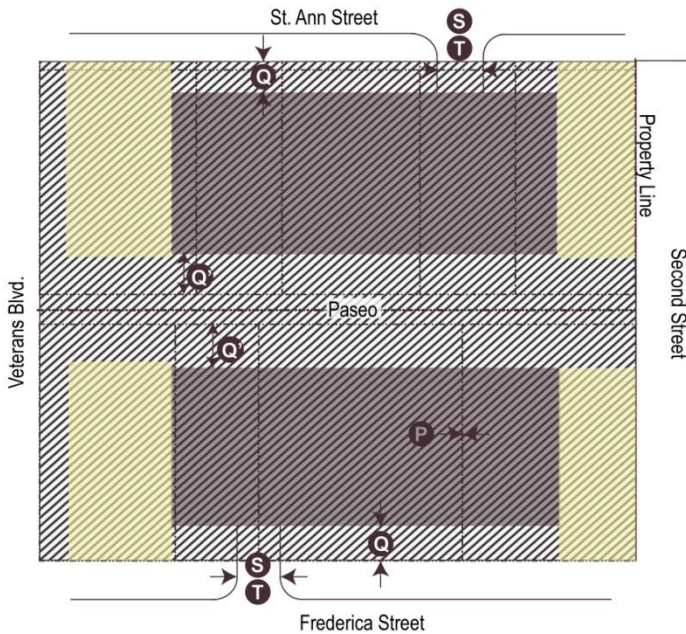 St. Ann Street
S
T
Q
Property Line
Q
Veterans Blvd.
Paseo
Second Street
Q
P
Q
S
T
Frederica Street